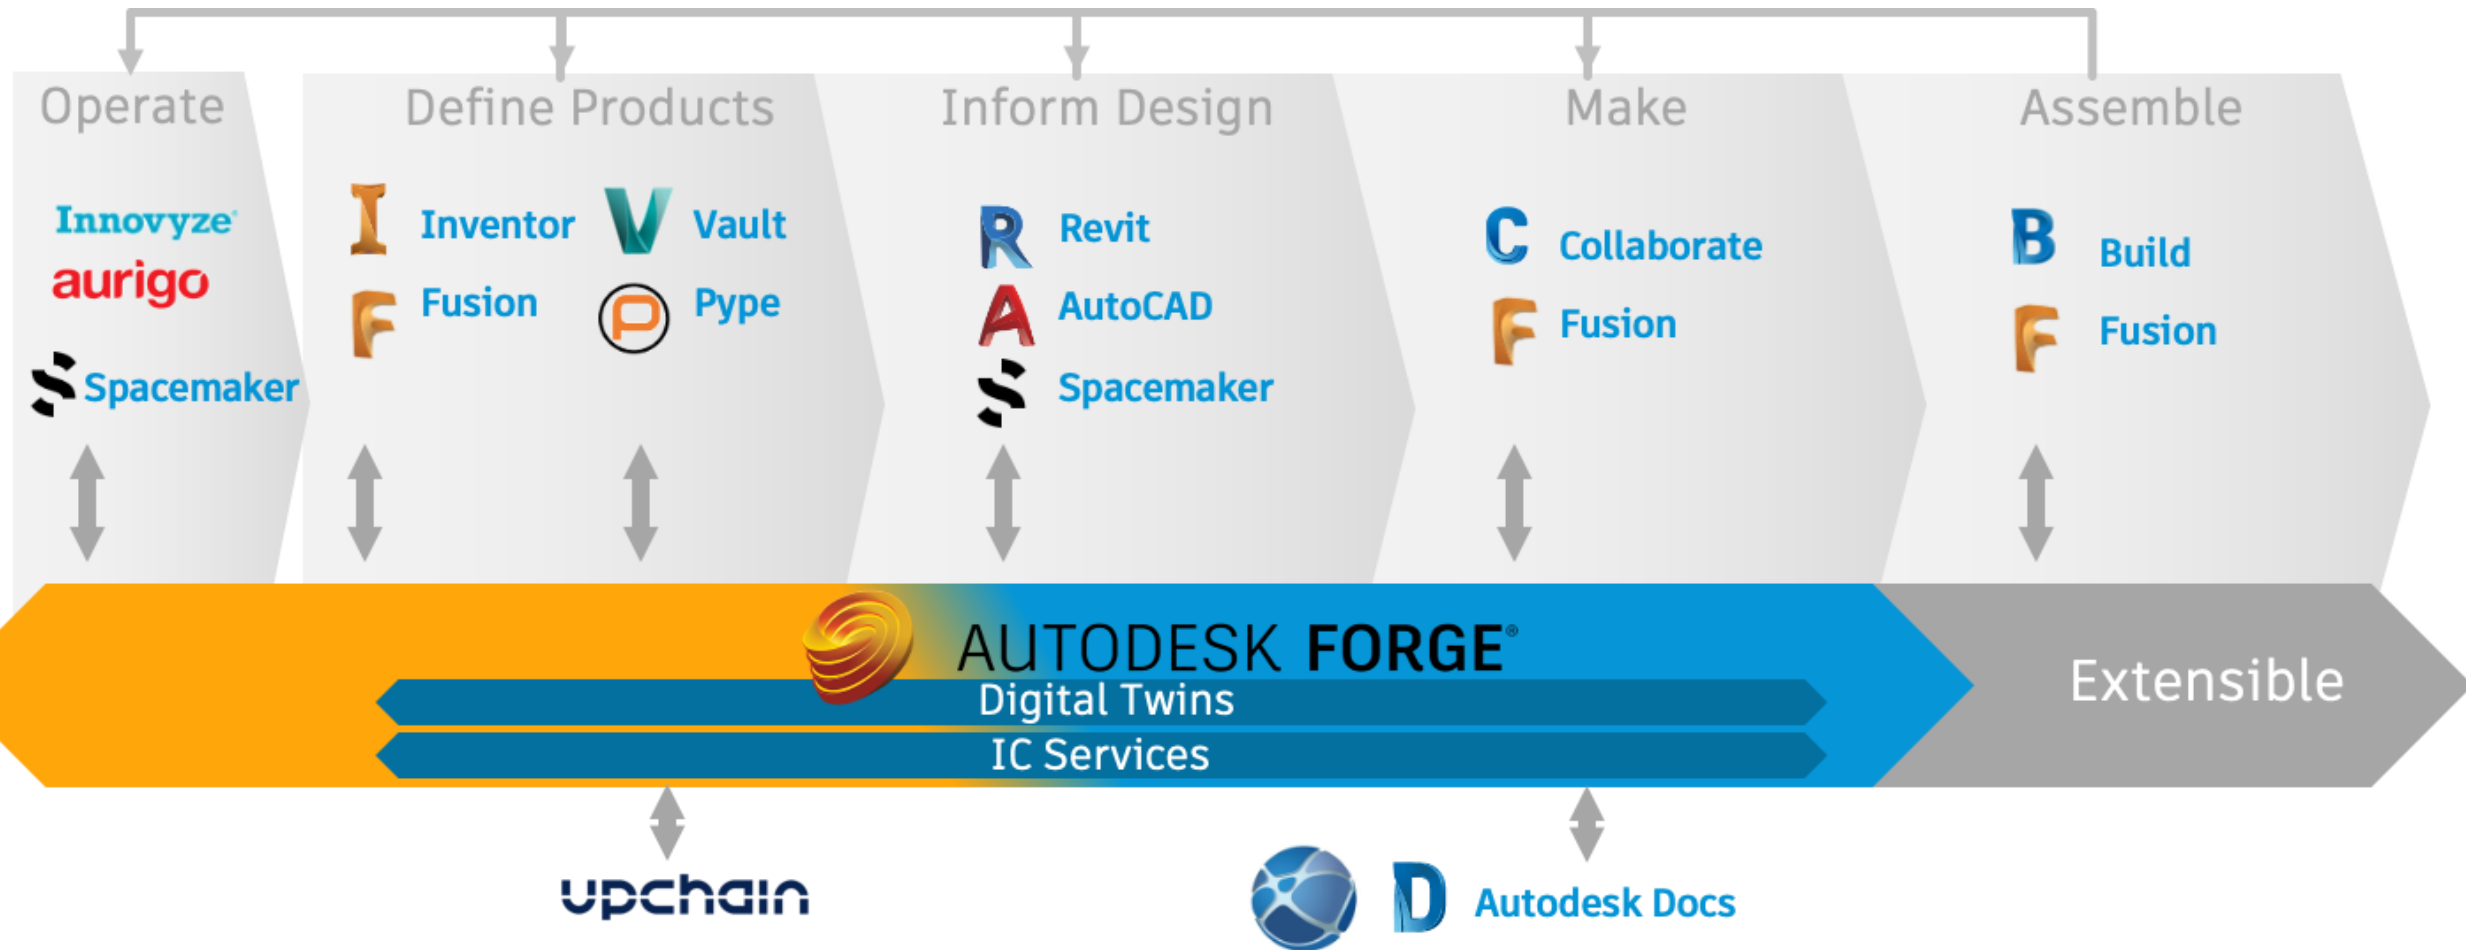 Operate
Innovyze®
aurigo
Spacemaker
Define Products
Inventor
Vault
Fusion
Pype
Inform Design
Revit
AutoCAD
Spacemaker
Make
Collaborate
Fusion
Assemble
Build
Fusion
AUTODESK FORGE®
Digital Twins
IC Services
Extensible
upchain
Autodesk Docs